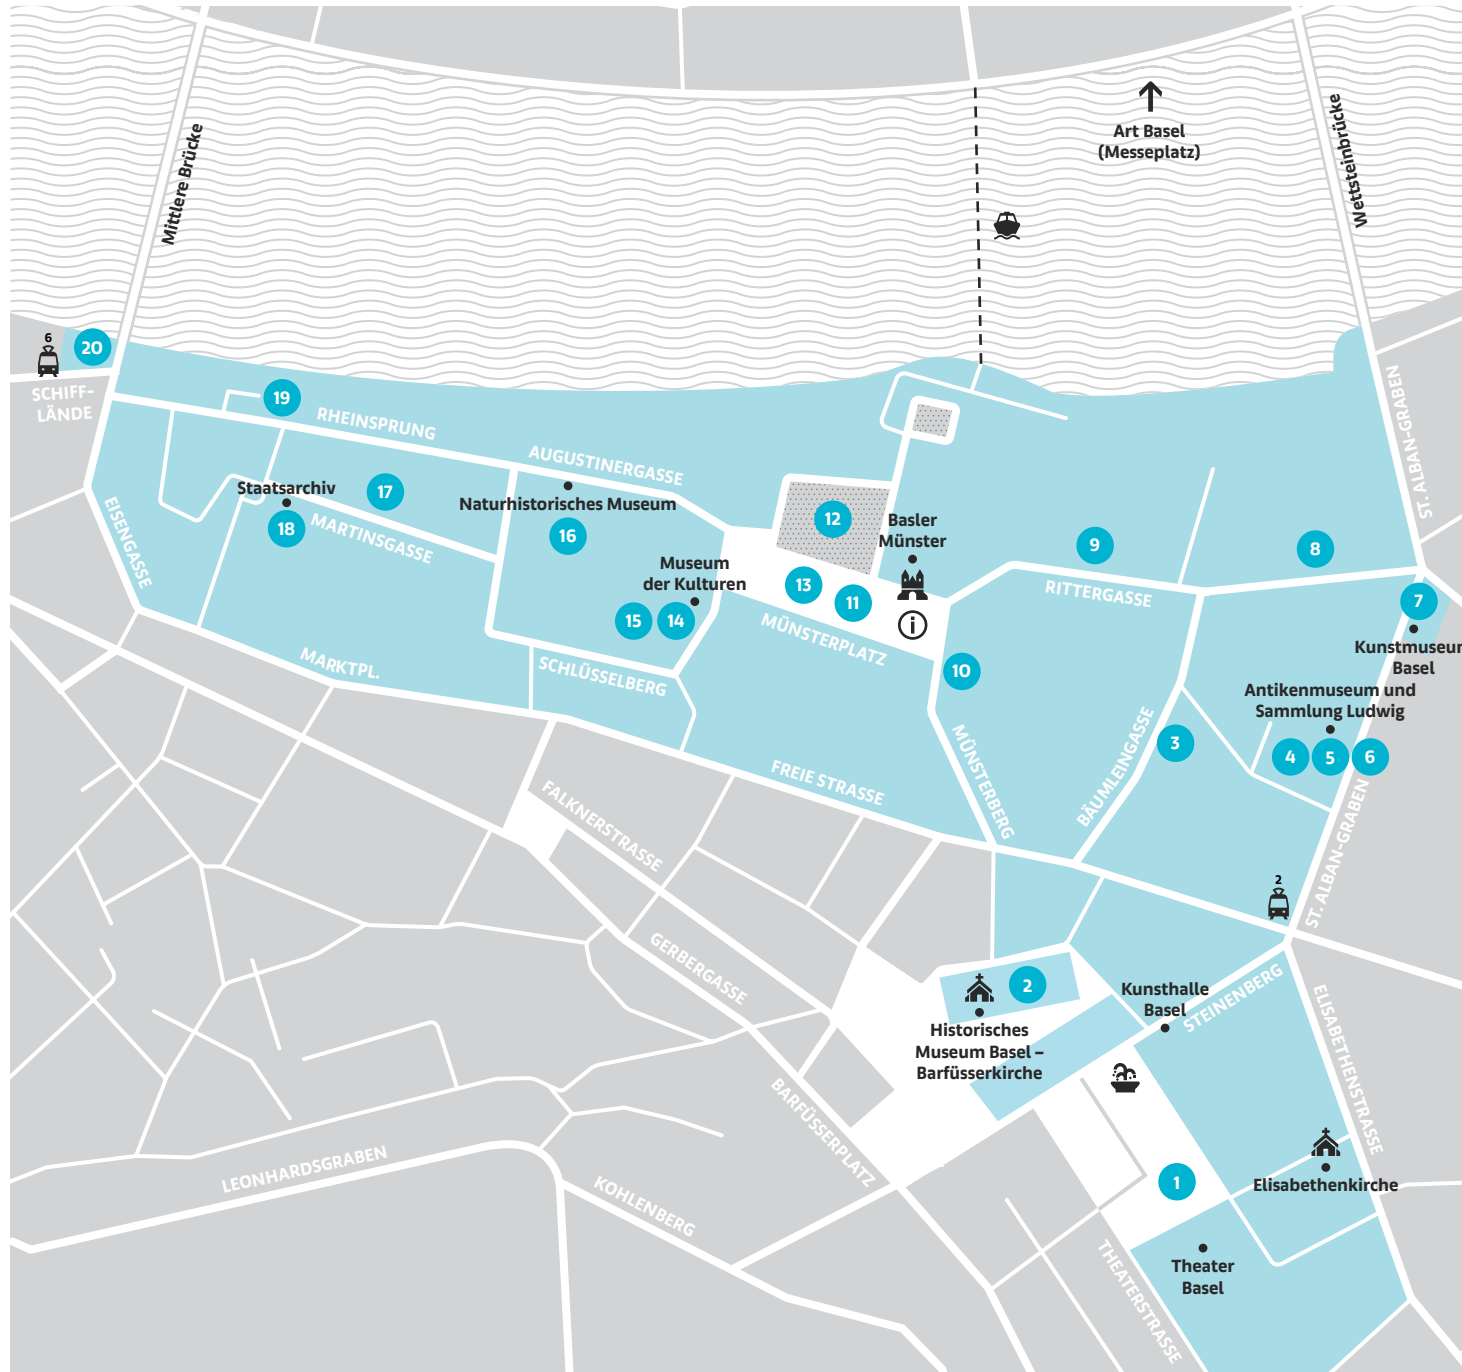 Art Basel
(Messeplatz)
Mittlere Brücke
Wettsteinbrücke
6
20
SCHIFF-
LÄNDE
19
RHEINSPRUNG
AUGUSTINERGASSE
ST. ALBAN-GRABEN
Staatsarchiv
17
18
MARTINSGASSE
EISENGASSE
Naturhistorisches Museum
16
12
Basler
Münster
9
8
RITTERGASSE
Museum
der Kulturen
13
11
15
14
i
7
MÜNSTERPLATZ
Kunstmuseum
Basel
MARKTPL.
SCHLÜSSELBERG
10
Antikenmuseum und
Sammlung Ludwig
4
5
6
3
MÜNSTERBERG
BÄUMLEINGASSE
FREIE STRASSE
FALKNERSTRASSE
ST. ALBAN-GRABEN
2
GERBERGASSE
2
Historisches
Museum Basel –
Barfüsserkirche
Kunsthalle
Basel
STEINENBERG
ELISABETHENSTRASSE
BARFÜSSERPLATZ
LEONHARDSGRABEN
KOHLENBERG
1
Elisabethenkirche
Theater
Basel
THEATERSTRASSE